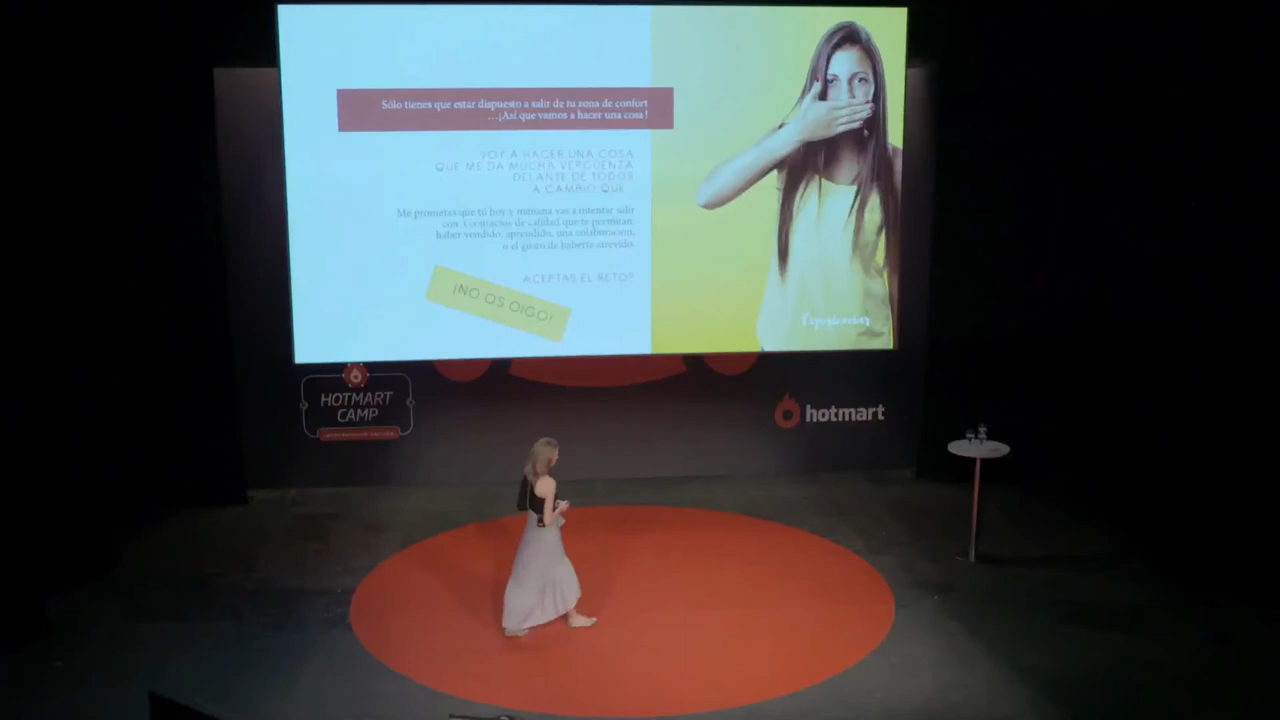 Sólo tienes que estar dispuesto a salir de tu zona de confort
...¡Así que vamos a hacer una cosa!
VOY A HACER UNA COSA
QUE ME DA MUCHA VERGÜENZA
DELANTE DE TODOS
A CAMBIO QUE...
Me prometas que tú hoy y mañana vas a intentar salir
con 3 contactos de calidad que te permitan
haber vendido, aprendido, una colaboración,
o el gusto de haberte atrevido.
ACEPTAS EL RETO?
¡NO OS OIGO!
HOTMART
CAMP
hotmart